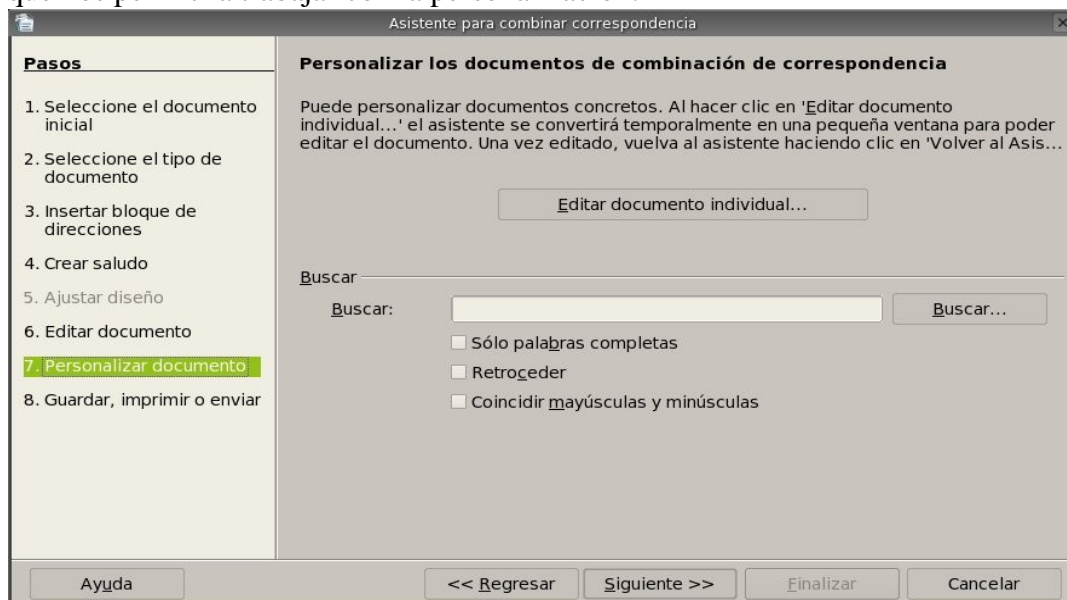 Asistente para combinar correspondencia
Pasos
1. Seleccione el documento
inicial
2. Seleccione el tipo de
documento
3. Insertar bloque de
direcciones
4. Crear saludo
5. Ajustar diseño
6. Editar documento
7. Personalizar documento
8. Guardar, imprimir o enviar
Personalizar los documentos de combinación de correspondencia
Puede personalizar documentos concretos. Al hacer clic en 'Editar documento
individual...' el asistente se convertirá temporalmente en una pequeña ventana para poder
editar el documento. Una vez editado, vuelva al asistente haciendo clic en 'Volver al Asis...
Editar documento individual...
Buscar
Buscar:
Buscar...
Sólo palabras completas
Retroceder
Coincidir mayúsculas y minúsculas
Ayuda
<< Regresar
Siguiente >>
Finalizar
Cancelar